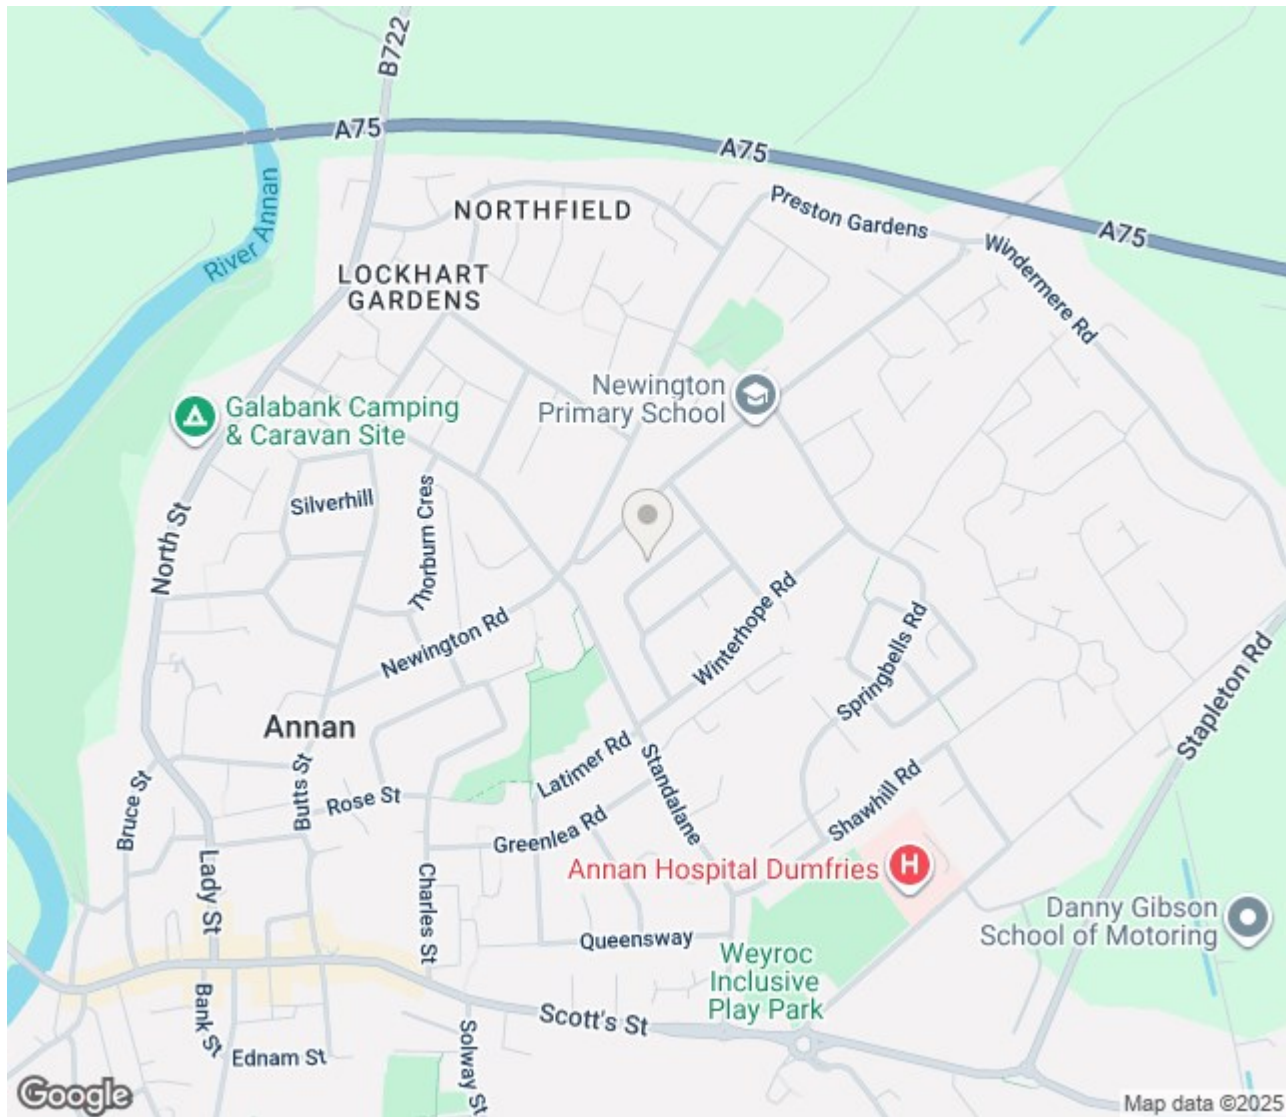 B722
A75
A75
A75
River Annan
NORTHFIELD
Preston Gardens
Windermere Rd
LOCKHART
GARDENS
Newington
Primary School
Galabank Camping
& Caravan Site
Silverhill
Thorburn Cres
North St
Newington Rd
Winterhope Rd
Springbells Rd
Stapleton Rd
Annan
Latimer Rd
Standalane
Bruce St
Butts St
Rose St
Greenlea Rd
Shawhill Rd
Lady St
Charles St
Annan Hospital Dumfries
H
Danny Gibson
School of Motoring
Queensway
Weyroc
Inclusive
Play Park
Bank St
Scott's St
Ednam St
Solway St
Google
Map data ©2025